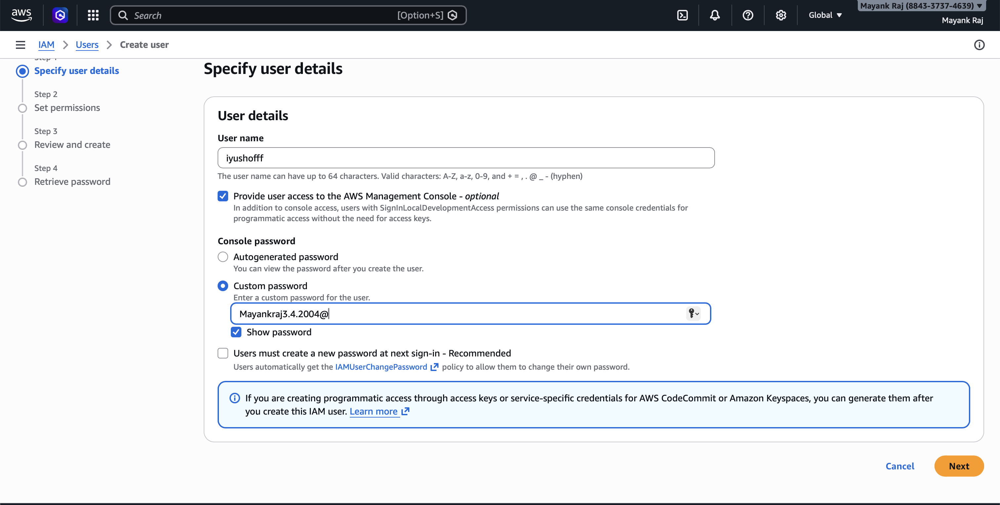 aws
Search
[Option+S]
Global
Mayank Raj (8843-3737-4639)
Mayank Raj
IAM
Users
Create user
Specify user details
Step 2
Set permissions
Step 3
Review and create
Step 4
Retrieve password
Specify user details
User details
User name
iyushofff
The user name can have up to 64 characters. Valid characters: A-Z, a-z, 0-9, and + = , . @ _ - (hyphen)
Provide user access to the AWS Management Console - optional
In addition to console access, users with SignInLocalDevelopmentAccess permissions can use the same console credentials for
programmatic access without the need for access keys.
Console password
Autogenerated password
You can view the password after you create the user.
Custom password
Enter a custom password for the user.
Mayankraj3.4.2004@
Show password
Users must create a new password at next sign-in - Recommended
Users automatically get the IAMUserChangePassword policy to allow them to change their own password.
If you are creating programmatic access through access keys or service-specific credentials for AWS CodeCommit or Amazon Keyspaces, you can generate them after
you create this IAM user. Learn more
Cancel
Next